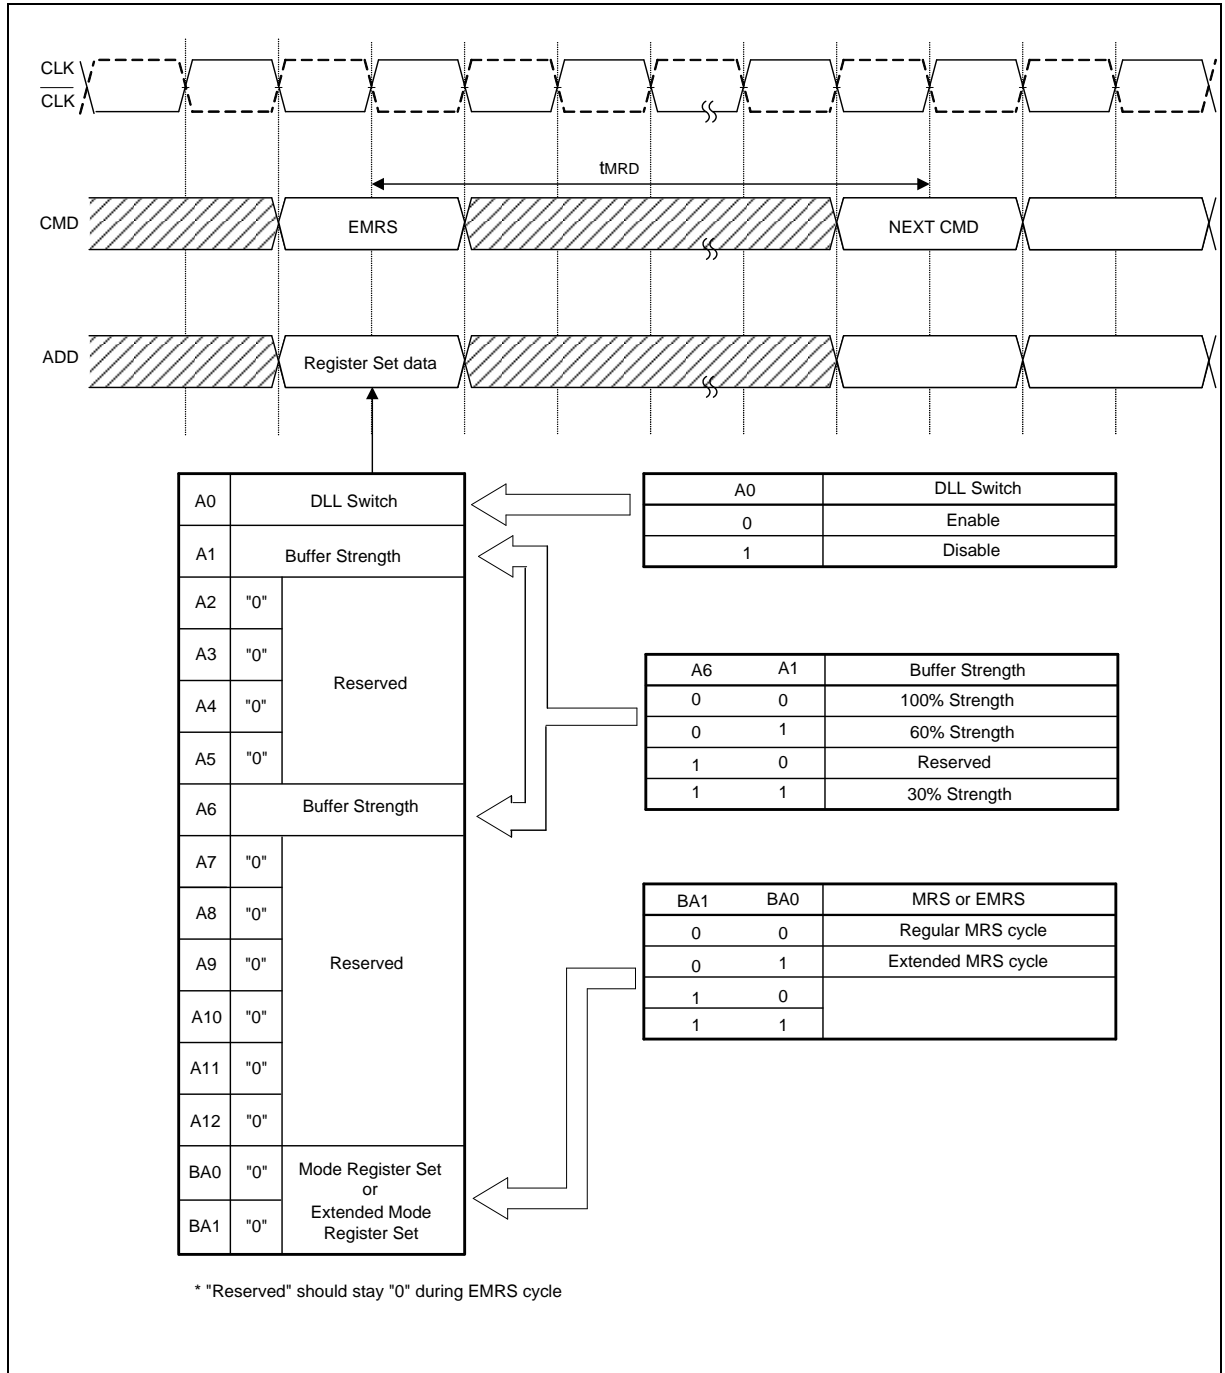 CLK
CLK
tMRD
CMD
EMRS
NEXT CMD
ADD
Register Set data
A0 DLL Switch
A1 Buffer Strength
A2 "0"
A3 "0"
Reserved
A4 "0"
A5 "0"
A6 Buffer Strength
A7 "0"
A8 "0"
A9 "0" Reserved
A10 "0"
A11 "0"
A12 "0"
BA0 "0"
BA1 "0"
Mode Register Set
or
Extended Mode
Register Set
A0 DLL Switch
0 Enable
1 Disable
A6 A1 Buffer Strength
0 0 100% Strength
0 1 60% Strength
1 0 Reserved
1 1 30% Strength
BA1 BA0 MRS or EMRS
0 0 Regular MRS cycle
0 1 Extended MRS cycle
1 0
1 1
* "Reserved" should stay "0" during EMRS cycle